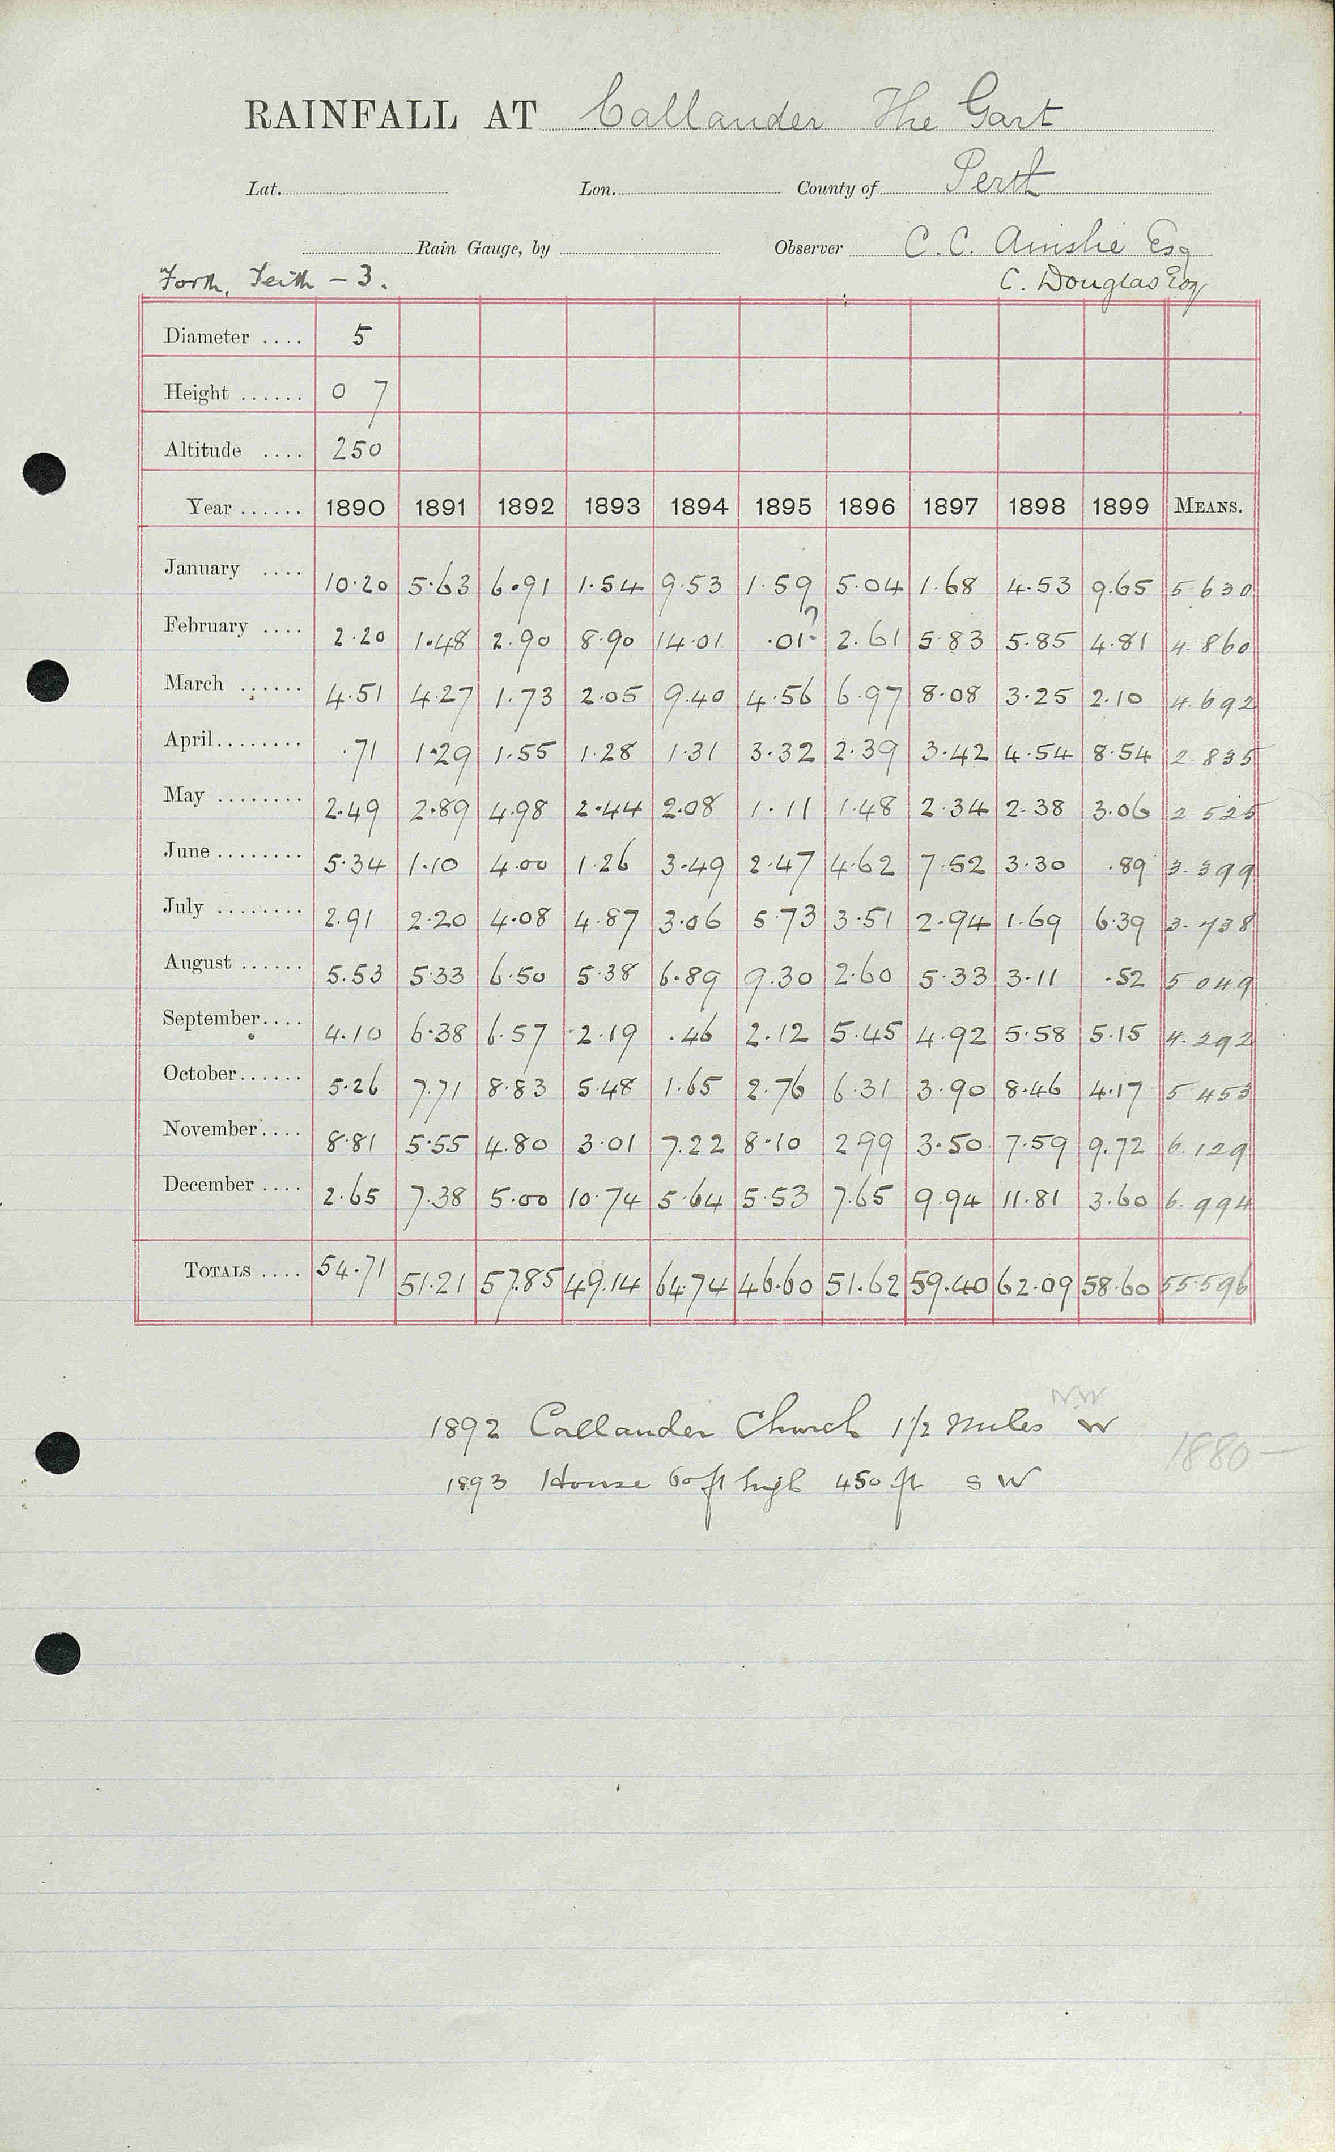 RAINFALL AT Callander The Gart
Lat. Lon. County of Perth
Rain Gauge, by Observer C. C. Ainslie Esq
Forth, Teith - 3. C. Douglas Esq
Diameter .... 5
Height ...... 0 7
Altitude .... 250
Year ...... 1890 1891 1892 1893 1894 1895 1896 1897 1898 1899 MEANS.
January .... 10.20 5.63 6.91 1.54 9.53 1.59 5.04 1.68 4.53 9.65 5.630
February .... 2.20 1.48 2.90 8.90 14.01 .01? 2.61 5.83 5.85 4.81 4.860
March ...... 4.51 4.27 1.73 2.05 9.40 4.56 6.97 8.08 3.25 2.10 4.692
April........ .71 1.29 1.55 1.28 1.31 3.32 2.39 3.42 4.54 8.54 2.835
May ........ 2.49 2.89 4.98 2.44 2.08 1.11 1.48 2.34 2.38 3.06 2.525
June ........ 5.34 1.10 4.00 1.26 3.49 2.47 4.62 7.52 3.30 .89 3.399
July ........ 2.91 2.20 4.08 4.87 3.06 5.73 3.51 2.94 1.69 6.39 3.738
August ...... 5.53 5.33 6.50 5.38 6.89 9.30 2.60 5.33 3.11 .52 5.049
September.... 4.10 6.38 6.57 2.19 .46 2.12 5.45 4.92 5.58 5.15 4.292
October...... 5.26 7.71 8.83 5.48 1.65 2.76 6.31 3.90 8.46 4.17 5.453
November.... 8.81 5.55 4.80 3.01 7.22 8.10 2.99 3.50 7.59 9.72 6.129
December .... 2.65 7.38 5.00 10.74 5.64 5.53 7.65 9.94 11.81 3.60 6.994
TOTALS .... 54.71 51.21 57.85 49.14 64.74 46.60 51.62 59.40 62.09 58.60 55.596
NW
1892 Callander Church 1 1/2 miles W
1880-
1893 House 60 ft high 450 ft SW